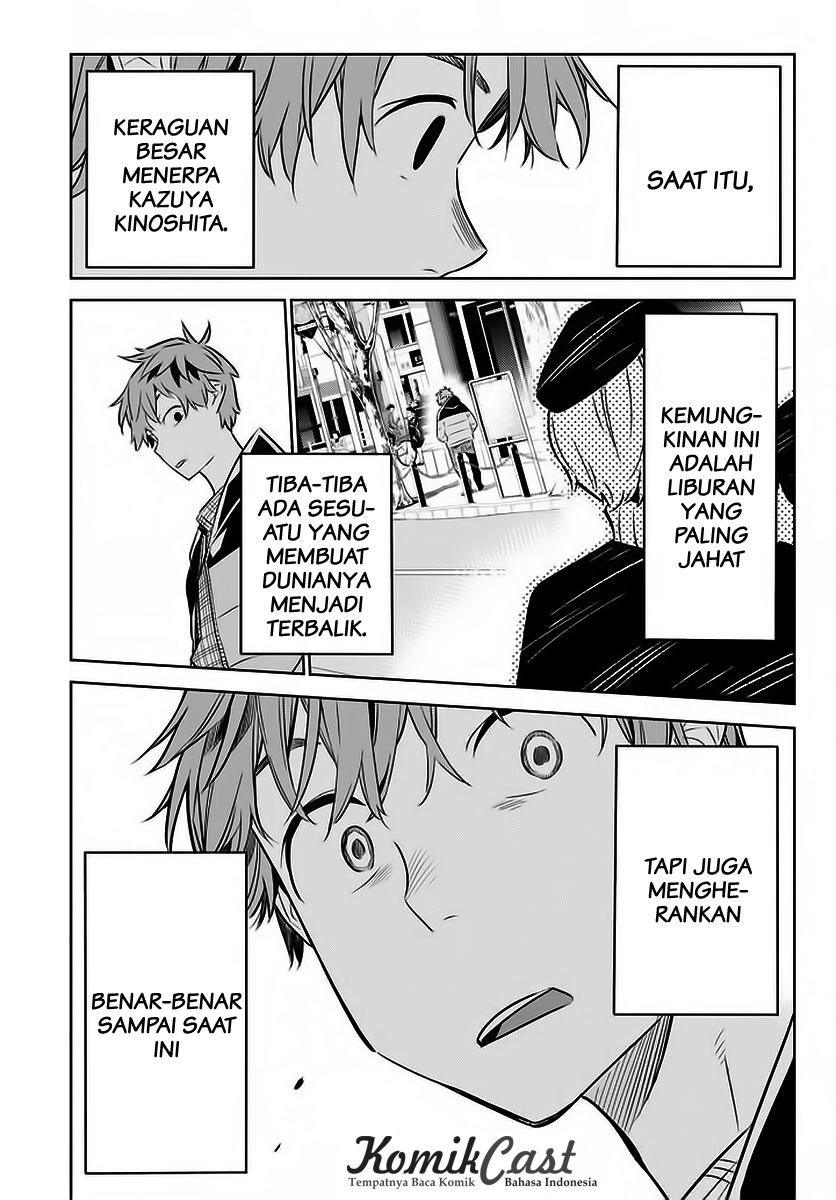 SAAT ITU,
KERAGUAN
BESAR
MENERPA
KAZUYA
KINOSHITA.
KEMUNG-
KINAN INI
ADALAH
LIBURAN
YANG
PALING
JAHAT
TIBA-TIBA
ADA SESU-
ATU YANG
MEMBUAT
DUNIANYA
MENJADI
TERBALIK.
TAPI JUGA
MENGHE-
RANKAN
BENAR-BENAR
SAMPAI SAAT
INI
KomikCast
Tempatnya Baca Komik Bahasa Indonesia